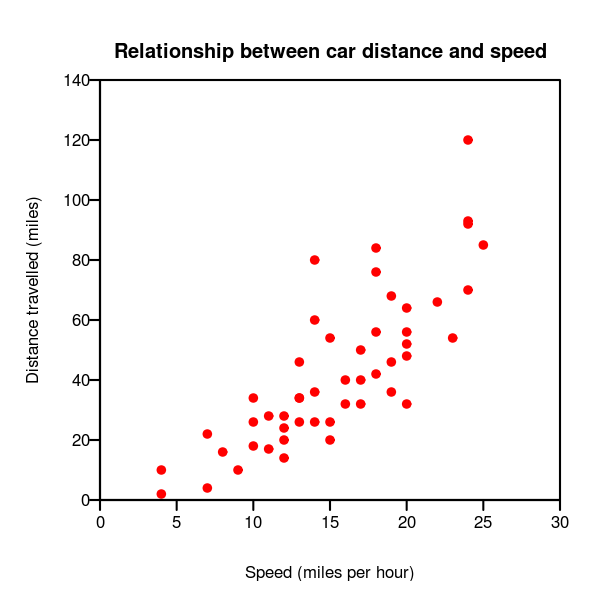 Relationship between car distance and speed
140
120
100
80
60
40
20
0
Distance travelled (miles)
0 5 10 15 20 25 30
Speed (miles per hour)